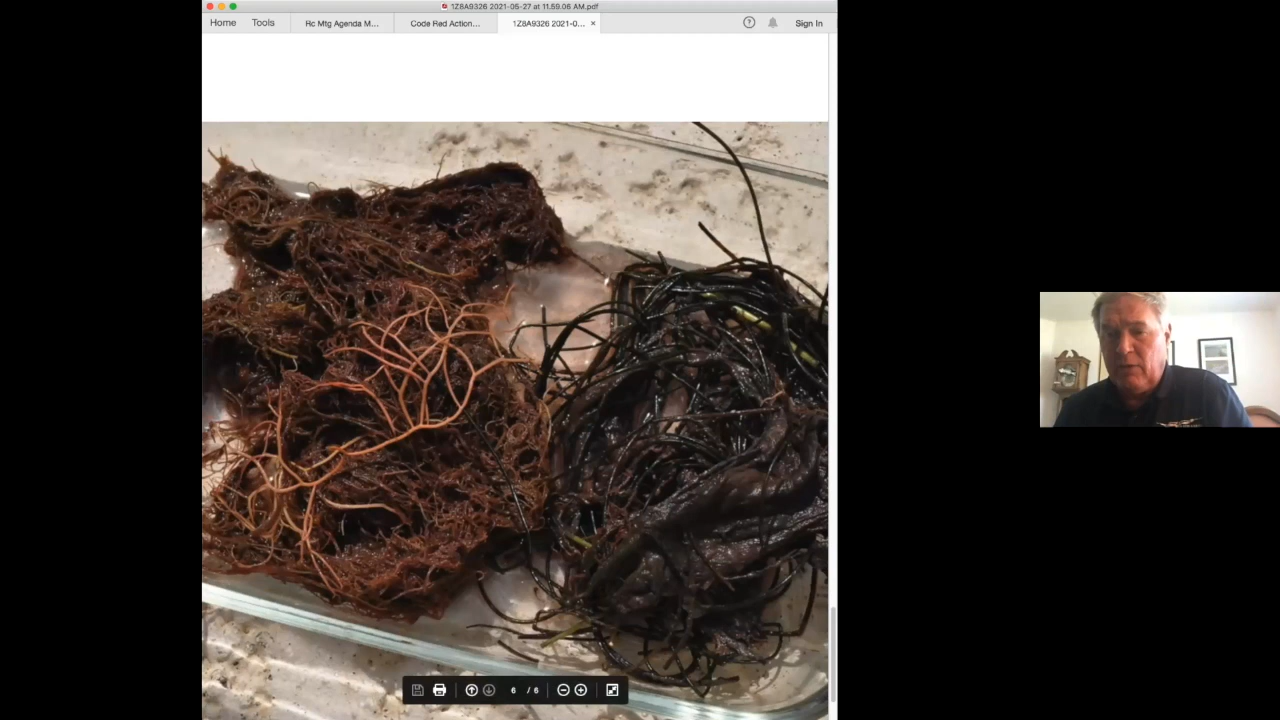 1Z8A9326 2021-05-27 at 11.59.06 AM.pdf
Home Tools Rc Mtg Agenda M... Code Red Action... 1Z8A9326 2021-0... × ? Sign In
6 / 6